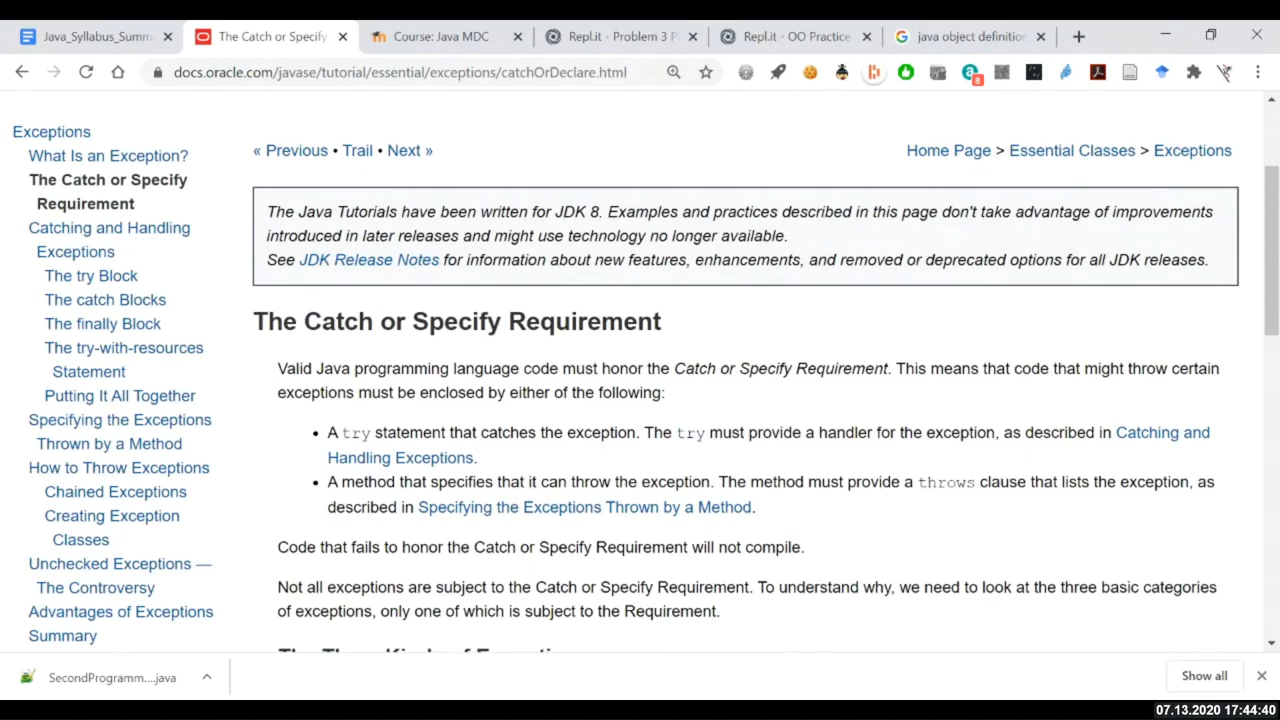 Java_Syllabus_Summ
The Catch or Specify
Course: Java MDC
Repl.it - Problem 3 P
Repl.it - OO Practice
java object definition
docs.oracle.com/javase/tutorial/essential/exceptions/catchOrDeclare.html
8
Exceptions
What Is an Exception?
The Catch or Specify
Requirement
Catching and Handling
Exceptions
The try Block
The catch Blocks
The finally Block
The try-with-resources
Statement
Putting It All Together
Specifying the Exceptions
Thrown by a Method
How to Throw Exceptions
Chained Exceptions
Creating Exception
Classes
Unchecked Exceptions —
The Controversy
Advantages of Exceptions
Summary
« Previous • Trail • Next »
Home Page > Essential Classes > Exceptions
The Java Tutorials have been written for JDK 8. Examples and practices described in this page don't take advantage of improvements
introduced in later releases and might use technology no longer available.
See JDK Release Notes for information about new features, enhancements, and removed or deprecated options for all JDK releases.
The Catch or Specify Requirement
Valid Java programming language code must honor the Catch or Specify Requirement. This means that code that might throw certain
exceptions must be enclosed by either of the following:
• A try statement that catches the exception. The try must provide a handler for the exception, as described in Catching and
Handling Exceptions.
• A method that specifies that it can throw the exception. The method must provide a throws clause that lists the exception, as
described in Specifying the Exceptions Thrown by a Method.
Code that fails to honor the Catch or Specify Requirement will not compile.
Not all exceptions are subject to the Catch or Specify Requirement. To understand why, we need to look at the three basic categories
of exceptions, only one of which is subject to the Requirement.
SecondProgramm....java
Show all
07.13.2020 17:44:40